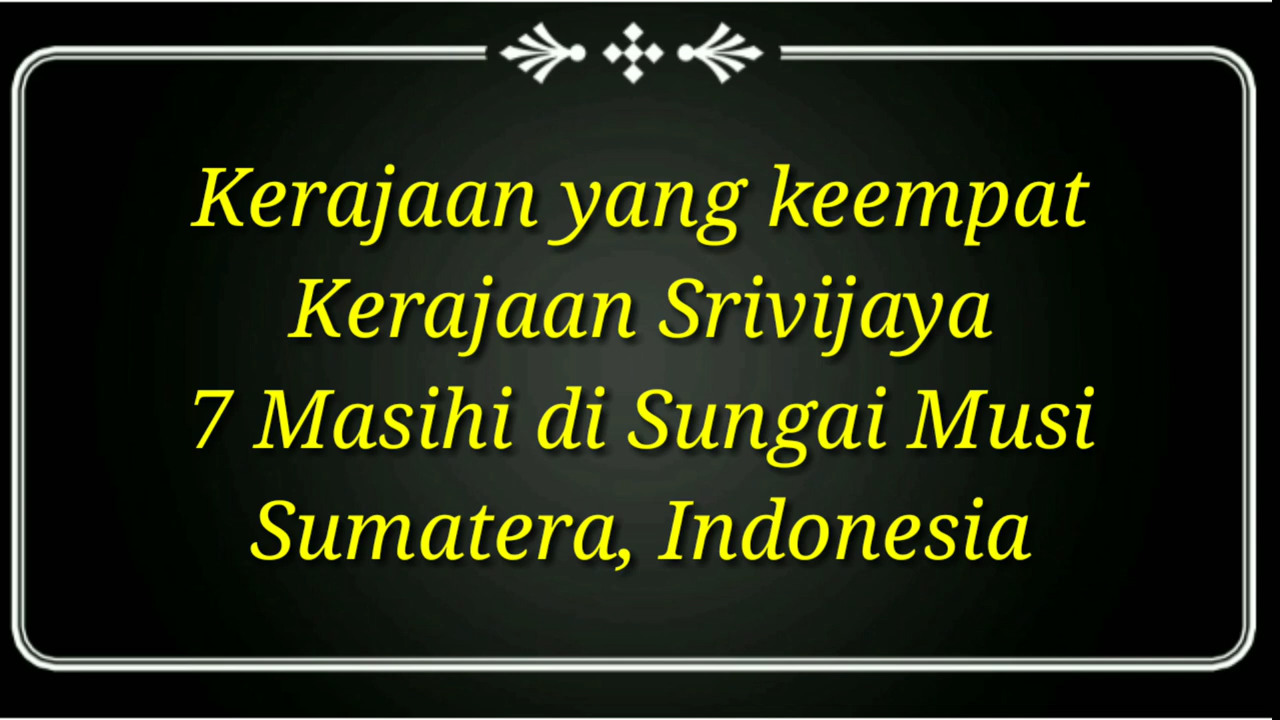 Kerajaan yang keempat
Kerajaan Srivijaya
7 Masihi di Sungai Musi
Sumatera, Indonesia